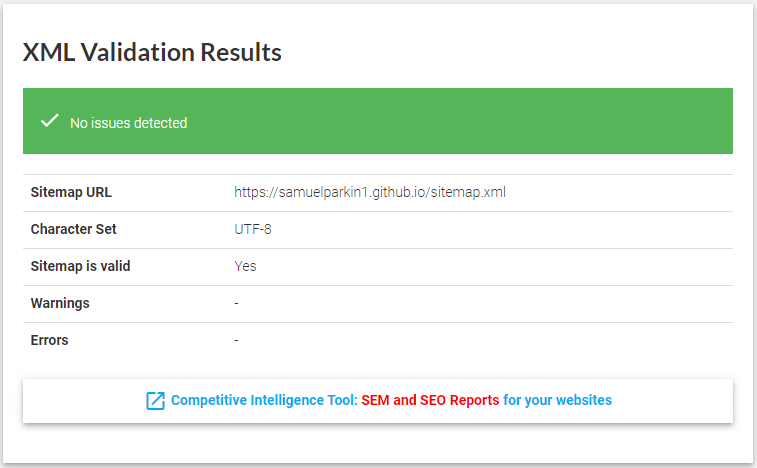 XML Validation Results
No issues detected
Sitemap URL https://samuelparkin1.github.io/sitemap.xml
Character Set UTF-8
Sitemap is valid Yes
Warnings -
Errors -
Competitive Intelligence Tool: SEM and SEO Reports for your websites